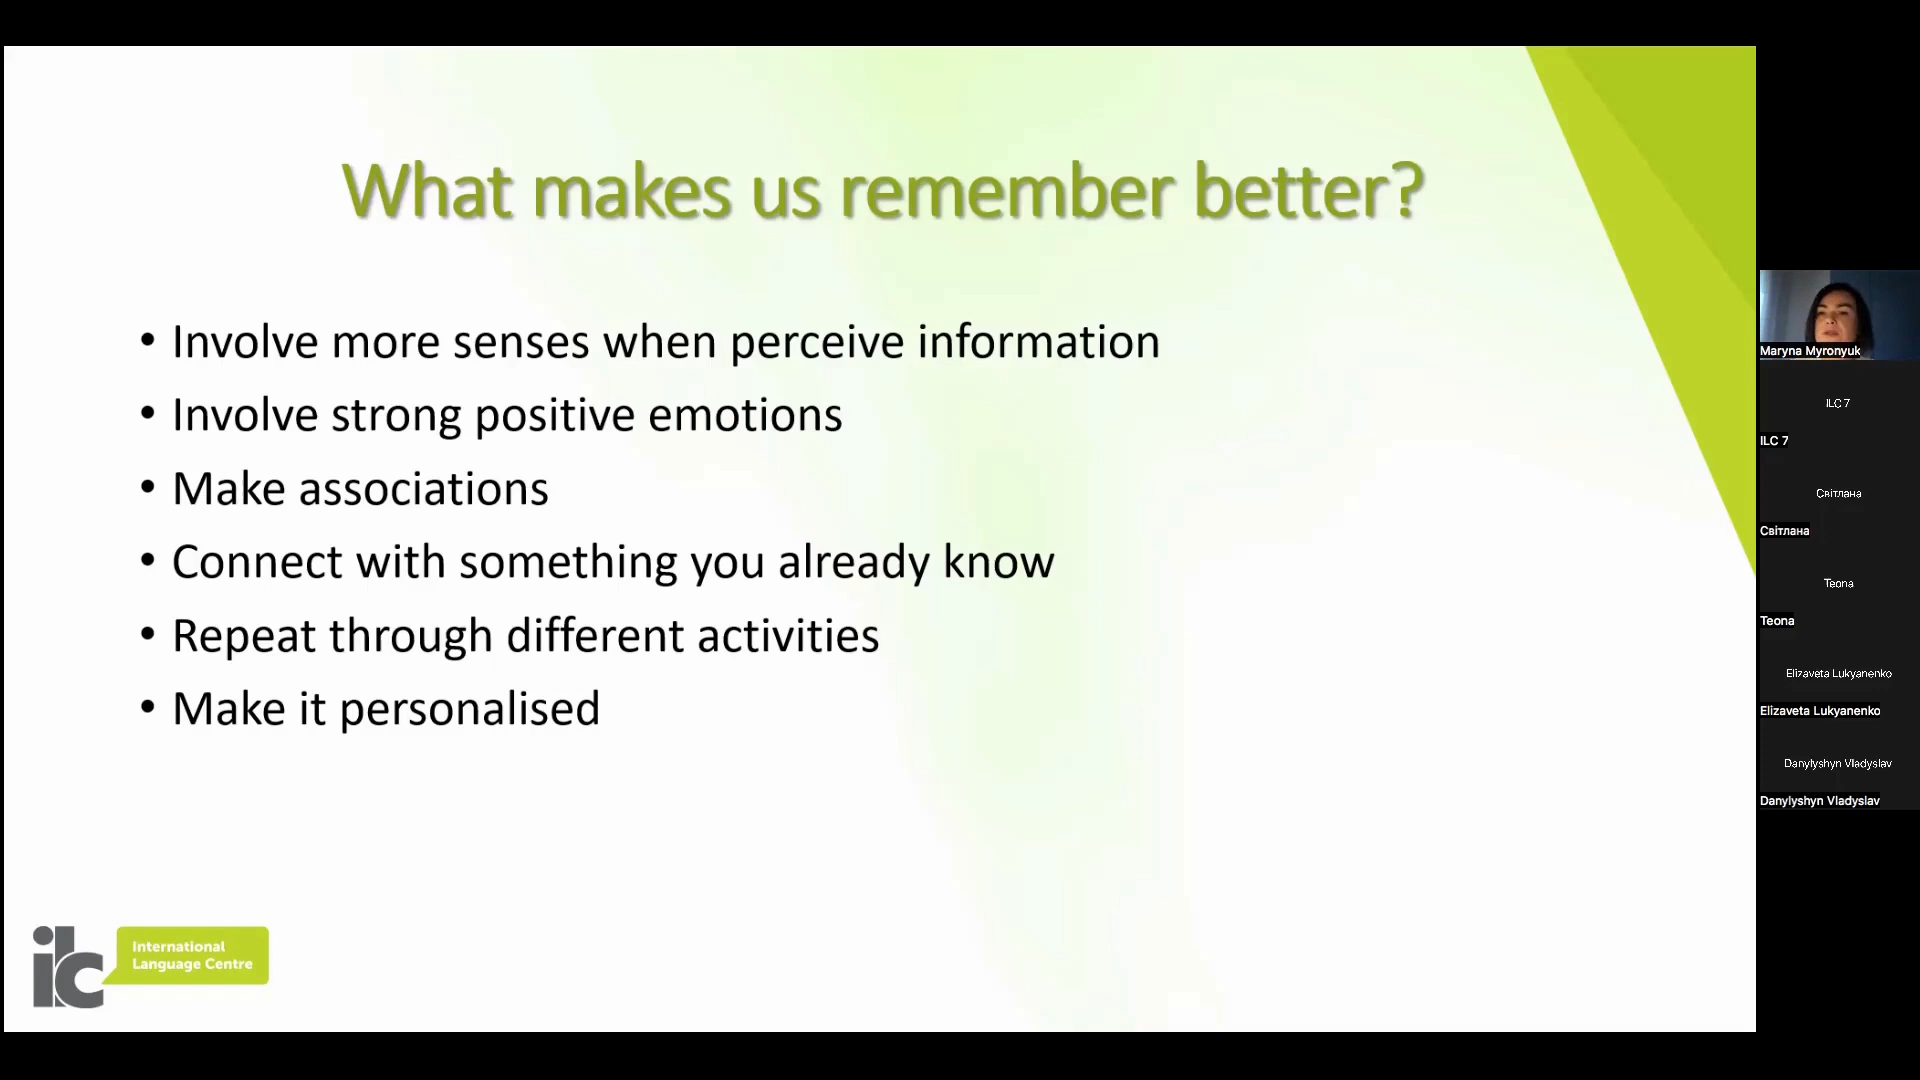 What makes us remember better?
• Involve more senses when perceive information
• Involve strong positive emotions
• Make associations
• Connect with something you already know
• Repeat through different activities
• Make it personalised
ilc
International
Language Centre
Maryna Myronyuk
ILC 7
ILC 7
Світлана
Світлана
Teona
Teona
Elizaveta Lukyanenko
Elizaveta Lukyanenko
Danylyshyn Vladyslav
Danylyshyn Vladyslav